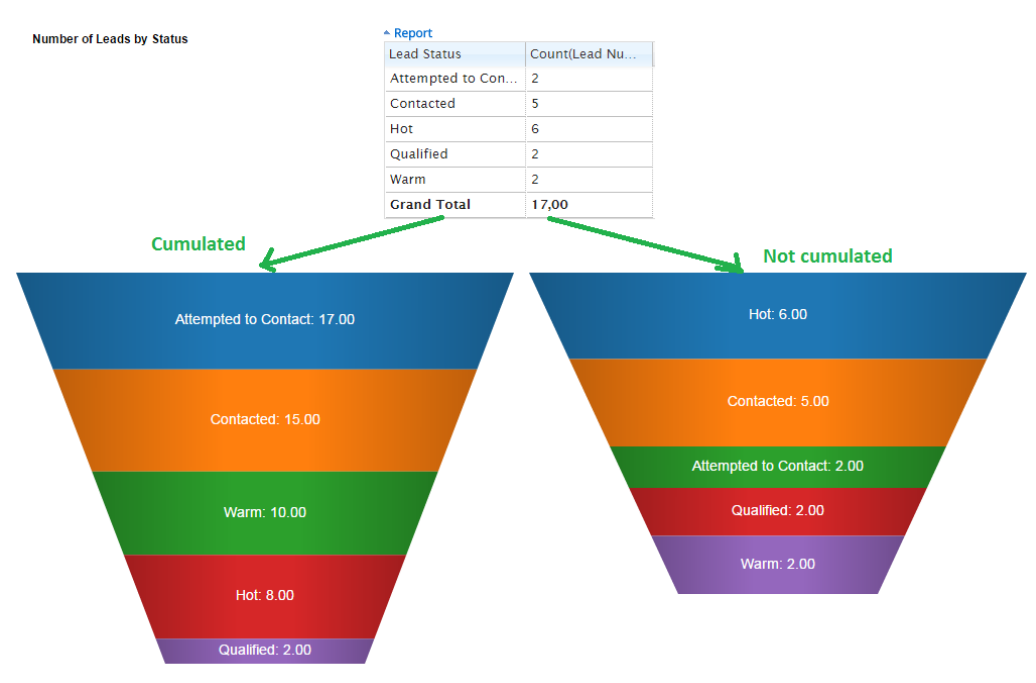 Number of Leads by Status
Report
Lead Status Count(Lead Nu...
Attempted to Con... 2
Contacted 5
Hot 6
Qualified 2
Warm 2
Grand Total 17,00
Cumulated
Not cumulated
Attempted to Contact: 17.00
Contacted: 15.00
Warm: 10.00
Hot: 8.00
Qualified: 2.00
Hot: 6.00
Contacted: 5.00
Attempted to Contact: 2.00
Qualified: 2.00
Warm: 2.00